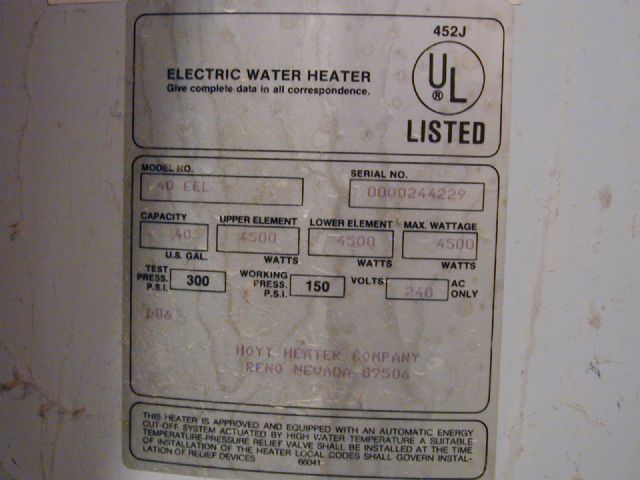 452J
UL
®
LISTED
ELECTRIC WATER HEATER
Give complete data in all correspondence.
MODEL NO.
40 EEL
SERIAL NO.
0000244229
CAPACITY
40
U.S. GAL.
UPPER ELEMENT
4500
WATTS
LOWER ELEMENT
4500
WATTS
MAX. WATTAGE
4500
WATTS
TEST
PRESS.
P.S.I.
300
WORKING
PRESS.
P.S.I.
150
VOLTS
240
AC
ONLY
D86
HOYT HEATER COMPANY
RENO NEVADA 89506
THIS HEATER IS APPROVED AND EQUIPPED WITH AN AUTOMATIC ENERGY
CUT-OFF SYSTEM ACTUATED BY HIGH WATER TEMPERATURE A SUITABLE
TEMPERATURE-PRESSURE RELIEF VALVE SHALL BE INSTALLED AT THE TIME
OF INSTALLATION OF THE HEATER LOCAL CODES SHALL GOVERN INSTAL-
LATION OF RELIEF DEVICES
66041